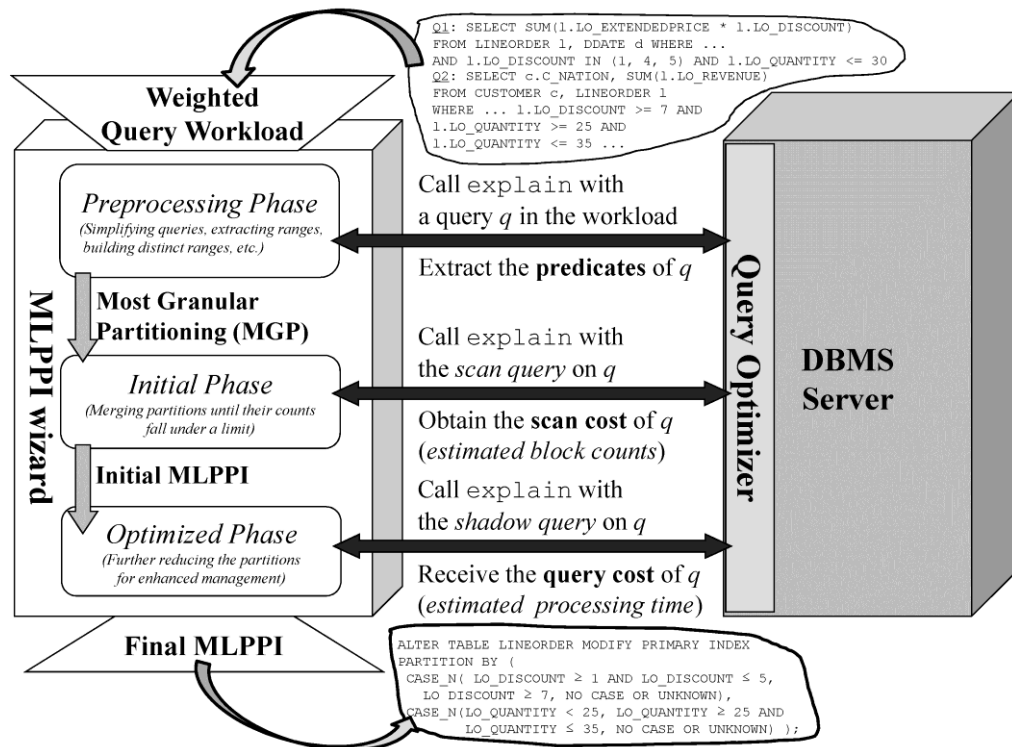 Q1: SELECT SUM(l.LO_EXTENDEDPRICE * l.LO_DISCOUNT)
FROM LINEORDER l, DDATE d WHERE ...
AND l.LO_DISCOUNT IN (1, 4, 5) AND l.LO_QUANTITY <= 30
Q2: SELECT c.C_NATION, SUM(l.LO_REVENUE)
FROM CUSTOMER c, LINEORDER l
WHERE ... l.LO_DISCOUNT >= 7 AND
l.LO_QUANTITY >= 25 AND
l.LO_QUANTITY <= 35 ...
Weighted
Query Workload
MLPPI wizard
Preprocessing Phase
(Simplifying queries, extracting ranges,
building distinct ranges, etc.)
Call explain with
a query q in the workload
Extract the predicates of q
Most Granular
Partitioning (MGP)
Initial Phase
(Merging partitions until their counts
fall under a limit)
Call explain with
the scan query on q
Obtain the scan cost of q
(estimated block counts)
Initial MLPPI
Optimized Phase
(Further reducing the partitions
for enhanced management)
Call explain with
the shadow query on q
Receive the query cost of q
(estimated processing time)
Query Optimizer
DBMS
Server
Final MLPPI
ALTER TABLE LINEORDER MODIFY PRIMARY INDEX
PARTITION BY (
CASE_N( LO_DISCOUNT ≥ 1 AND LO_DISCOUNT ≤ 5,
LO DISCOUNT ≥ 7, NO CASE OR UNKNOWN),
CASE_N(LO_QUANTITY < 25, LO_QUANTITY ≥ 25 AND
LO_QUANTITY ≤ 35, NO CASE OR UNKNOWN) );